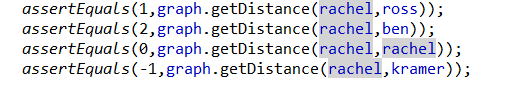 assertEquals(1,graph.getDistance(rachel,ross));
assertEquals(2,graph.getDistance(rachel,ben));
assertEquals(0,graph.getDistance(rachel,rachel));
assertEquals(-1,graph.getDistance(rachel,kramer));